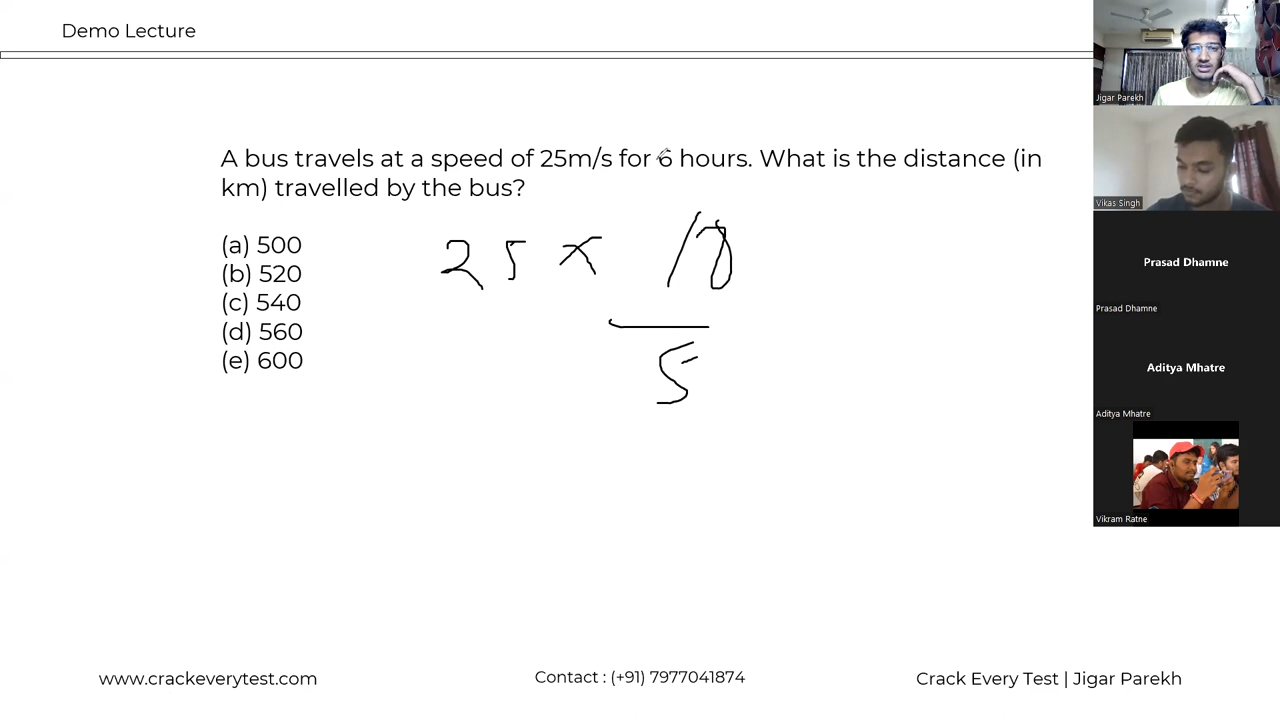 Demo Lecture
A bus travels at a speed of 25m/s for 6 hours. What is the distance (in
km) travelled by the bus?
(a) 500
(b) 520
(c) 540
(d) 560
(e) 600
25 × 18
5
www.crackeverytest.com
Contact : (+91) 7977041874
Crack Every Test | Jigar Parekh
Jigar Parekh
Vikas Singh
Prasad Dhamne
Prasad Dhamne
Aditya Mhatre
Aditya Mhatre
Vikram Ratne